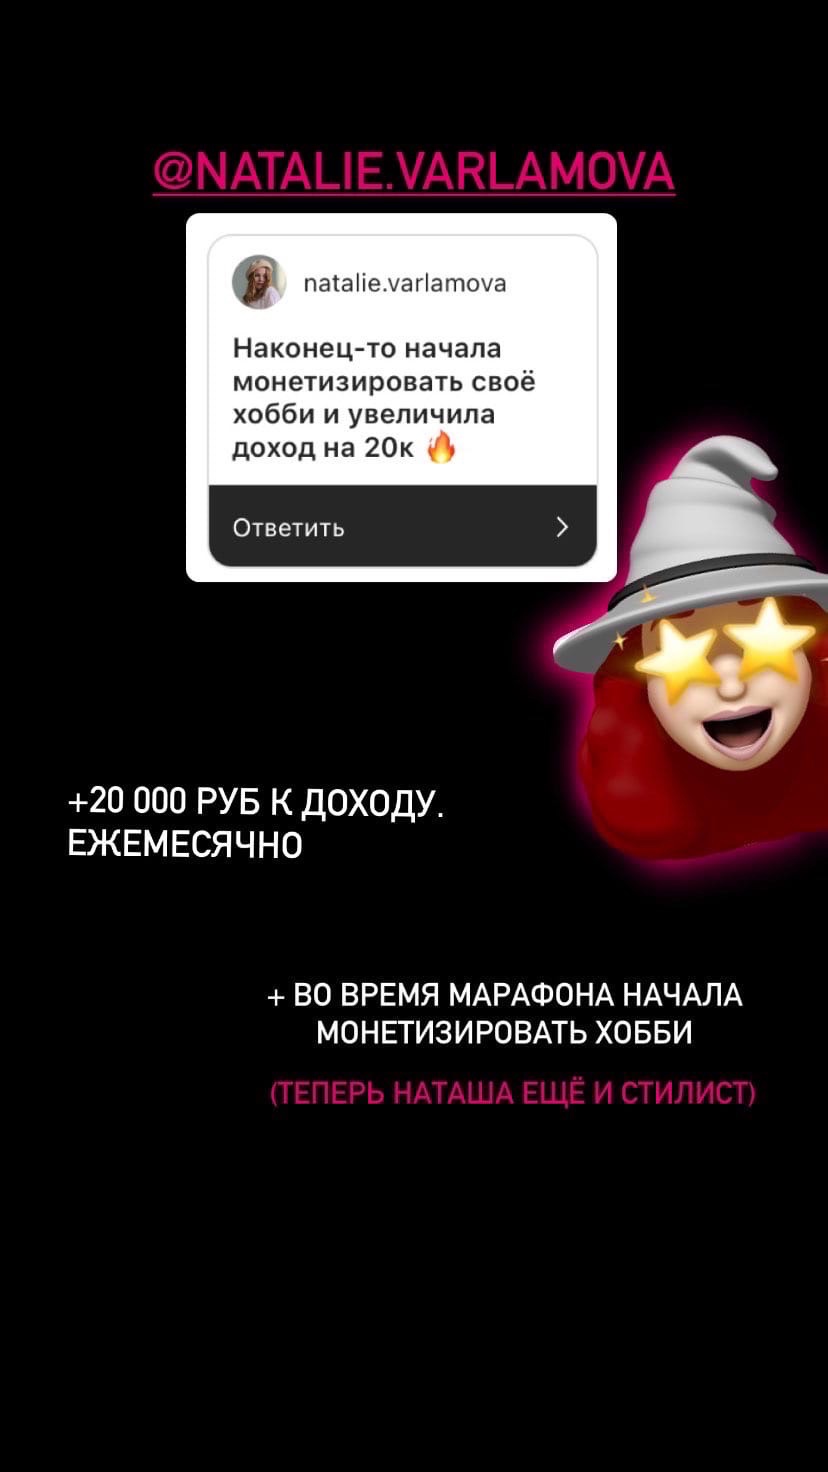 @NATALIE.VARLAMOVA
natalie.varlamova
Наконец-то начала
монетизировать своё
хобби и увеличила
доход на 20к 🔥
Ответить
+20 000 РУБ К ДОХОДУ.
ЕЖЕМЕСЯЧНО
+ ВО ВРЕМЯ МАРАФОНА НАЧАЛА
МОНЕТИЗИРОВАТЬ ХОББИ
(ТЕПЕРЬ НАТАША ЕЩЁ И СТИЛИСТ)